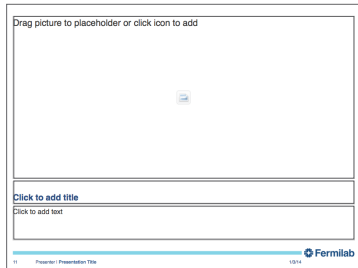 Drag picture to placeholder or click icon to add
Click to add title
Click to add text
Fermilab
11 Presenter | Presentation Title 1/3/14